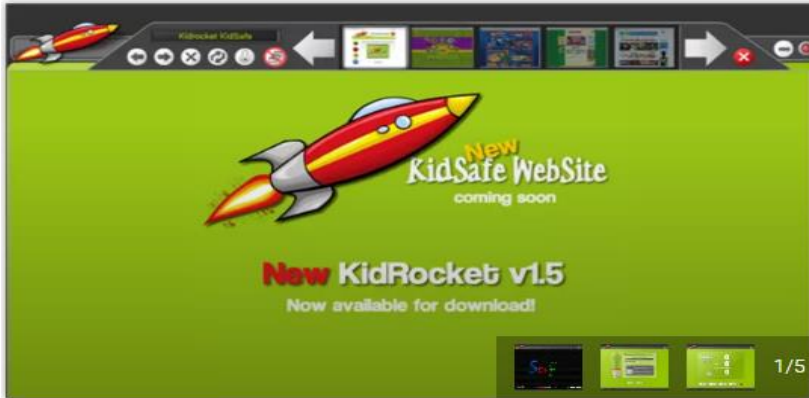 Kidrocket KidSafe
New
KidSafe WebSite
coming soon
New KidRocket v1.5
Now available for download!
1/5